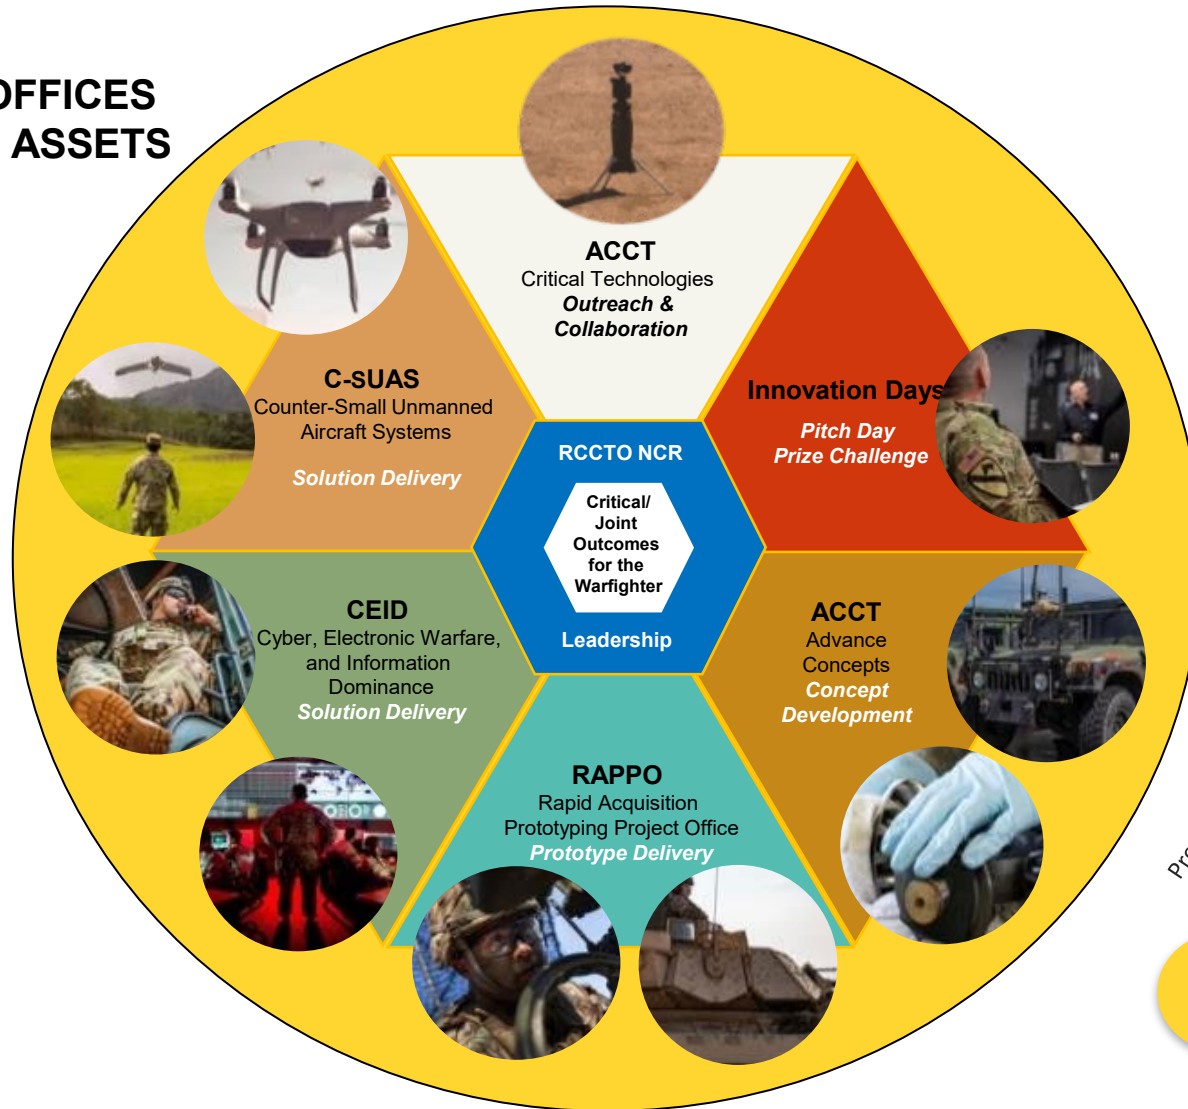 OFFICES
ASSETS
ACCT
Critical Technologies
Outreach &
Collaboration
C-sUAS
Counter-Small Unmanned
Aircraft Systems
Solution Delivery
Innovation Days
Pitch Day
Prize Challenge
RCCTO NCR
Critical/
Joint
Outcomes
for the
Warfighter
Leadership
CEID
Cyber, Electronic Warfare,
and Information
Dominance
Solution Delivery
ACCT
Advance
Concepts
Concept
Development
RAPPO
Rapid Acquisition
Prototyping Project Office
Prototype Delivery